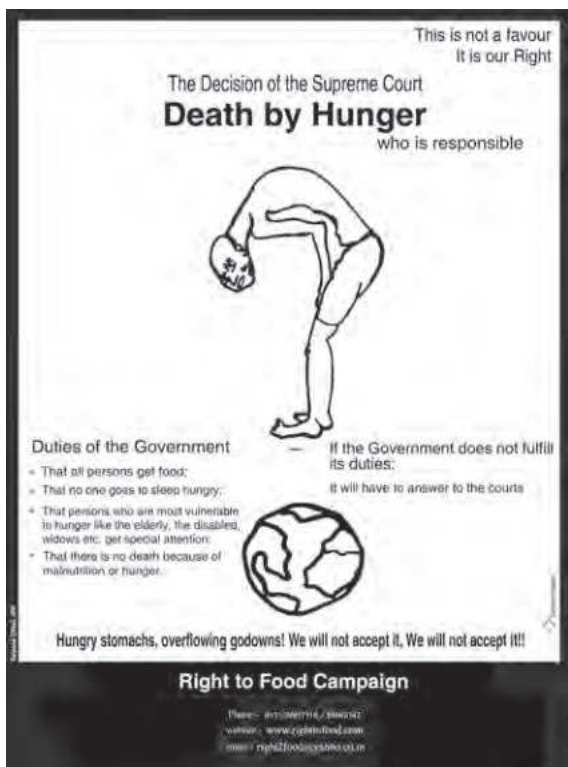 This is not a favour
It is our Right
The Decision of the Supreme Court
Death by Hunger
who is responsible
Duties of the Government
That all persons get food;
That no one goes to sleep hungry;
That persons who are most vulnerable
to hunger like the elderly, the disabled,
widows etc. get special attention;
That there is no death because of
malnutrition or hunger.
If the Government does not fulfill
its duties:
It will have to answer to the courts
Hungry stomachs, overflowing godowns! We will not accept it, We will not accept it!!
Right to Food Campaign
Phone:-
website:- www.righttofood.com